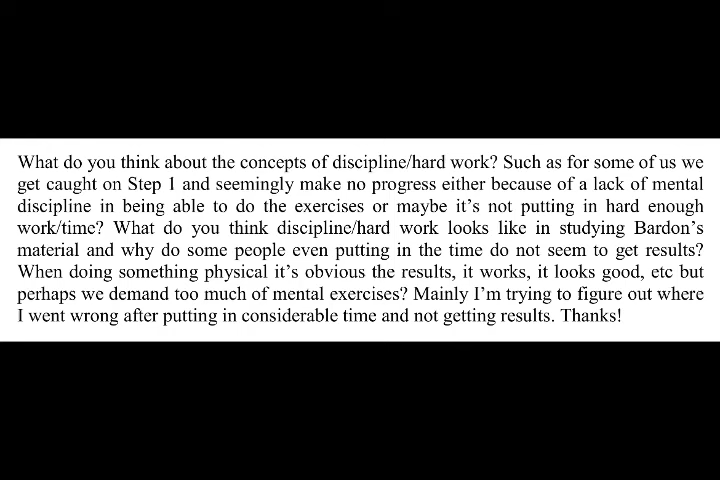 What do you think about the concepts of discipline/hard work? Such as for some of us we
get caught on Step 1 and seemingly make no progress either because of a lack of mental
discipline in being able to do the exercises or maybe it’s not putting in hard enough
work/time? What do you think discipline/hard work looks like in studying Bardon’s
material and why do some people even putting in the time do not seem to get results?
When doing something physical it’s obvious the results, it works, it looks good, etc but
perhaps we demand too much of mental exercises? Mainly I’m trying to figure out where
I went wrong after putting in considerable time and not getting results. Thanks!